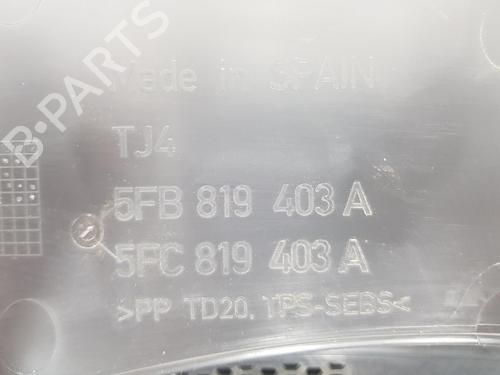 B-PARTS
Made in SPAIN
TJ4
5FB 819 403 A
5FC 819 403 A
>PP TD20, TPS-SEBS<